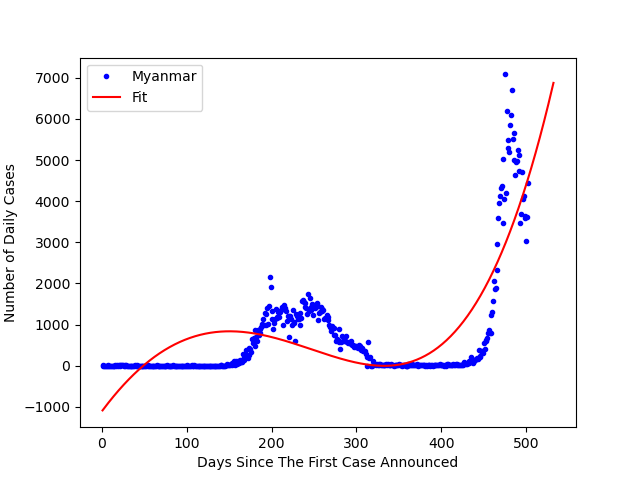 Myanmar
Fit
7000
6000
5000
4000
3000
2000
1000
0
−1000
Number of Daily Cases
0 100 200 300 400 500
Days Since The First Case Announced